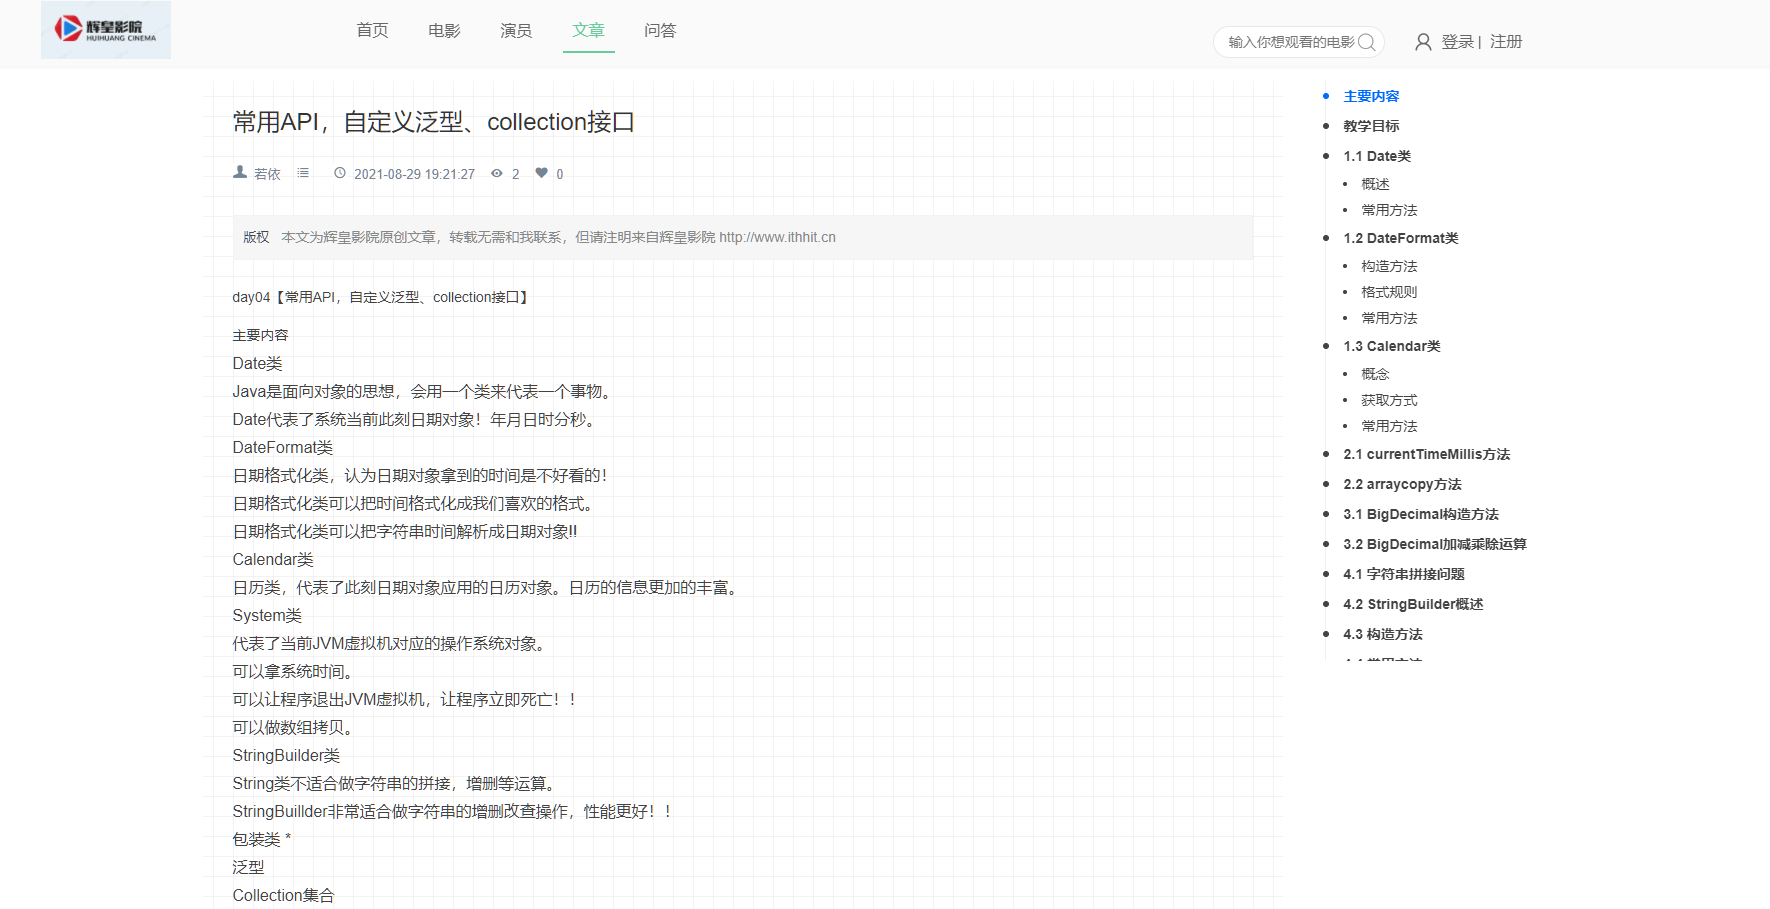 辉皇影院
HUIHUANG CINEMA
首页 电影 演员 文章 问答
输入你想观看的电影
登录 | 注册
常用API，自定义泛型、collection接口
若依 2021-08-29 19:21:27 2 0
版权 本文为辉皇影院原创文章，转载无需和我联系，但请注明来自辉皇影院 http://www.ithhit.cn
day04【常用API，自定义泛型、collection接口】
主要内容
Date类
Java是面向对象的思想，会用一个类来代表一个事物。
Date代表了系统当前此刻日期对象！年月日时分秒。
DateFormat类
日期格式化类，认为日期对象拿到的时间是不好看的！
日期格式化类可以把时间格式化成我们喜欢的格式。
日期格式化类可以把字符串时间解析成日期对象!!
Calendar类
日历类，代表了此刻日期对象应用的日历对象。日历的信息更加的丰富。
System类
代表了当前JVM虚拟机对应的操作系统对象。
可以拿系统时间。
可以让程序退出JVM虚拟机，让程序立即死亡！！
可以做数组拷贝。
StringBuilder类
String类不适合做字符串的拼接，增删等运算。
StringBuillder非常适合做字符串的增删改查操作，性能更好！！
包装类 *
泛型
Collection集合
主要内容
教学目标
1.1 Date类
概述
常用方法
1.2 DateFormat类
构造方法
格式规则
常用方法
1.3 Calendar类
概念
获取方式
常用方法
2.1 currentTimeMillis方法
2.2 arraycopy方法
3.1 BigDecimal构造方法
3.2 BigDecimal加减乘除运算
4.1 字符串拼接问题
4.2 StringBuilder概述
4.3 构造方法